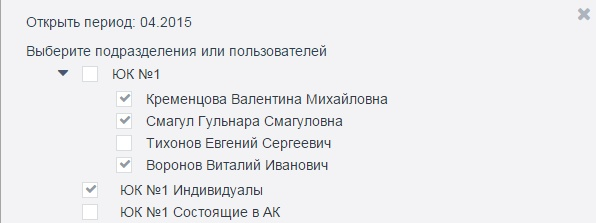 Открыть период: 04.2015
Выберите подразделения или пользователей
ЮК №1
Кременцова Валентина Михайловна
Смагул Гульнара Смагуловна
Тихонов Евгений Сергеевич
Воронов Виталий Иванович
ЮК №1 Индивидуалы
ЮК №1 Состоящие в АК